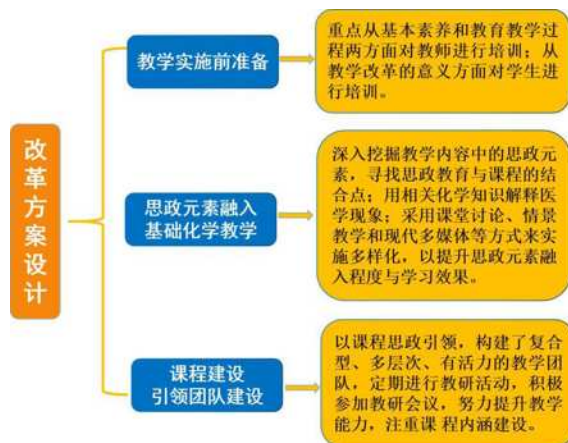 改革方案设计
教学实施前准备
重点从基本素养和教育教学过
程两方面对教师进行培训；从
教学改革的意义方面对学生进
行培训。
思政元素融入
基础化学教学
深入挖掘教学内容中的思政元
素，寻找思政教育与课程的结
合点；用相关化学知识解释医
学现象；采用课堂讨论、情景
教学和现代多媒体等方式来实
施多样化，以提升思政元素融
入程度与学习效果。
课程建设
引领团队建设
以课程思政引领，构建了复合
型、多层次、有活力的教学团
队，定期进行教研活动，积极
参加教研会议，努力提升教学
能力，注重课 程内涵建设。